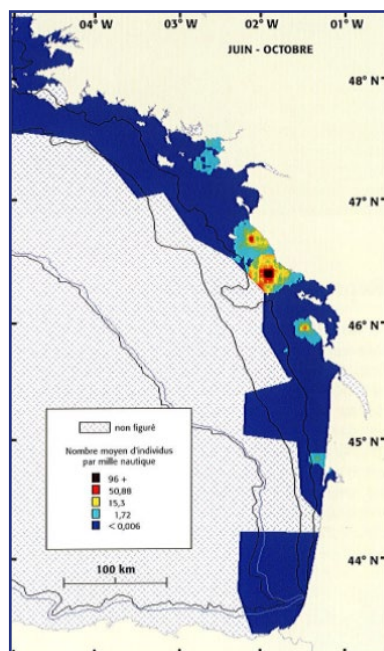 04° W 03° W 02° W 01° W
JUIN - OCTOBRE
48° N
47° N
46° N
45° N
44° N
non figuré
Nombre moyen d'individus
par mille nautique
96 +
50,88
15,3
1,72
< 0,006
100 km